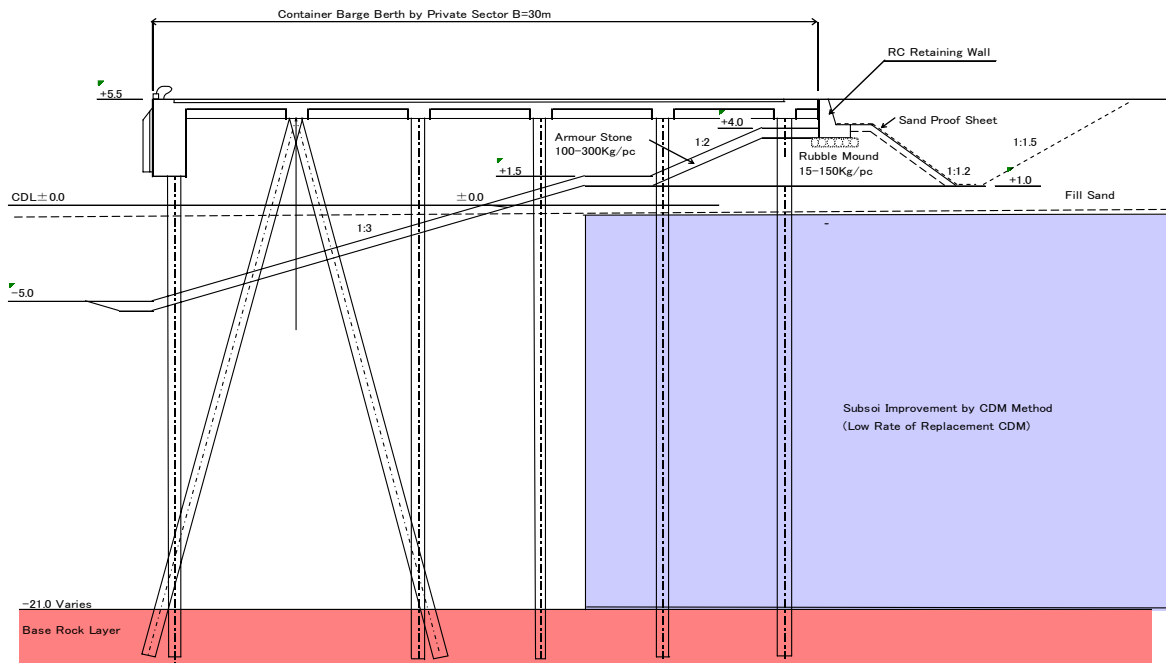 Container Barge Berth by Private Sector B=30m
RC Retaining Wall
+5.5
Sand Proof Sheet
+4.0
Armour Stone
100-300Kg/pc
1:2
1:1.5
Rubble Mound
15-150Kg/pc
+1.5
1:1.2
+1.0
CDL±0.0
±0.0
Fill Sand
1:3
-5.0
Subsoi Improvement by CDM Method
(Low Rate of Replacement CDM)
-21.0 Varies
Base Rock Layer